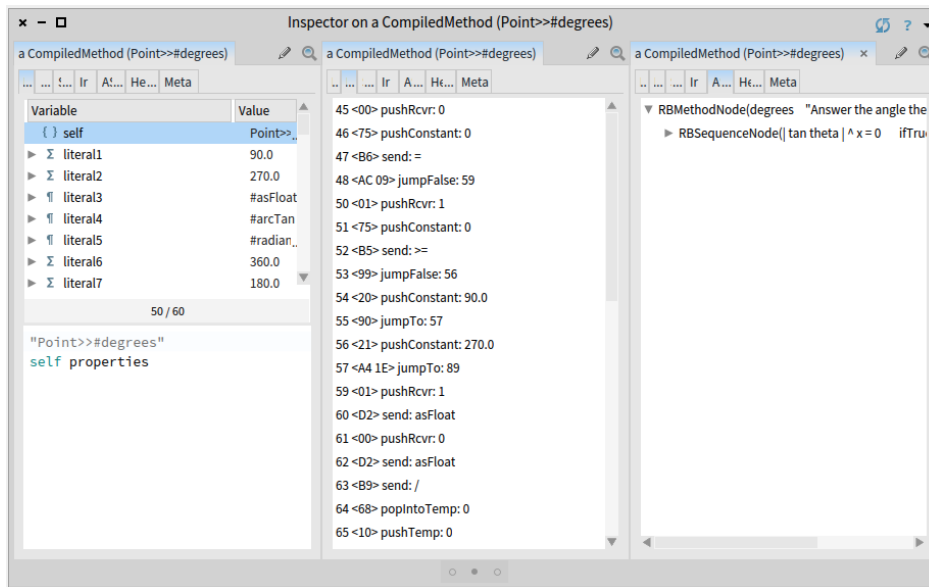 Inspector on a CompiledMethod (Point>>#degrees)
?
a CompiledMethod (Point>>#degrees)
... ... :... Ir A:... He... Meta
Variable Value
{ } self Point>>...
Σ literal1 90.0
Σ literal2 270.0
¶ literal3 #asFloat
¶ literal4 #arcTan
¶ literal5 #radian...
Σ literal6 360.0
Σ literal7 180.0
50 / 60
"Point>>#degrees"
self properties
a CompiledMethod (Point>>#degrees)
.. ... ... Ir A... He... Meta
45 <00> pushRcvr: 0
46 <75> pushConstant: 0
47 <B6> send: =
48 <AC 09> jumpFalse: 59
50 <01> pushRcvr: 1
51 <75> pushConstant: 0
52 <B5> send: >=
53 <99> jumpFalse: 56
54 <20> pushConstant: 90.0
55 <90> jumpTo: 57
56 <21> pushConstant: 270.0
57 <A4 1E> jumpTo: 89
59 <01> pushRcvr: 1
60 <D2> send: asFloat
61 <00> pushRcvr: 0
62 <D2> send: asFloat
63 <B9> send: /
64 <68> popIntoTemp: 0
65 <10> pushTemp: 0
a CompiledMethod (Point>>#degrees)
.. ... ... Ir A... He... Meta
RBMethodNode(degrees "Answer the angle the
RBSequenceNode(| tan theta | ^ x = 0 ifTru